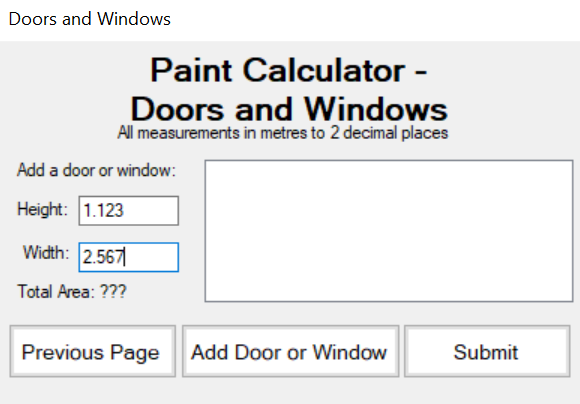 Doors and Windows
Paint Calculator -
Doors and Windows
All measurements in metres to 2 decimal places
Add a door or window:
Height: 1.123
Width: 2.567
Total Area: ???
Previous Page Add Door or Window Submit